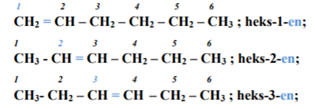 1 2 3 4 5 6
CH₂ = CH – CH₂ – CH₂ – CH₂ – CH₃ ; heks-1-en;
1 2 3 4 5 6
CH₃ - CH = CH – CH₂ – CH₂ – CH₃ ; heks-2-en;
1 2 3 4 5 6
CH₃- CH₂ – CH = CH – CH₂ – CH₃ ; heks-3-en;